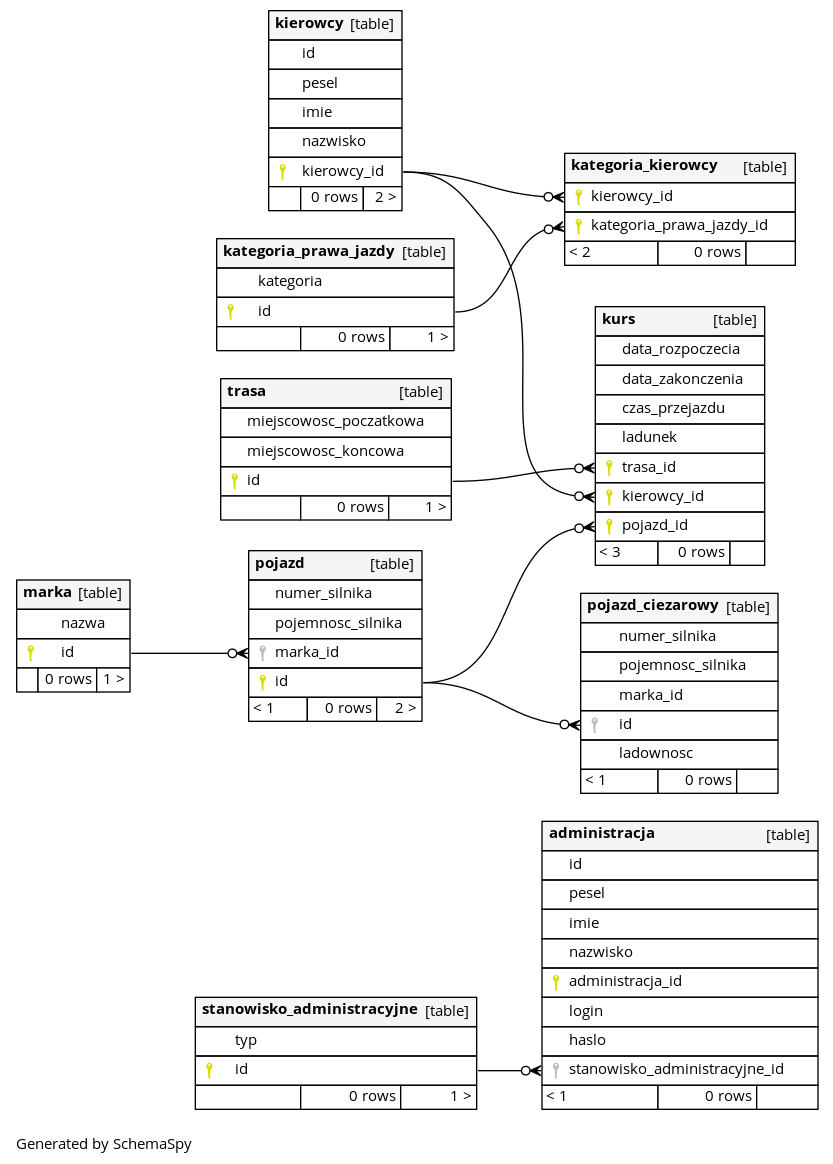 kierowcy [table]
id
pesel
imie
nazwisko
kierowcy_id
0 rows 2 >
kategoria_kierowcy [table]
kierowcy_id
kategoria_prawa_jazdy_id
< 2 0 rows
kategoria_prawa_jazdy [table]
kategoria
id
0 rows 1 >
kurs [table]
data_rozpoczecia
data_zakonczenia
czas_przejazdu
ladunek
trasa_id
kierowcy_id
pojazd_id
< 3 0 rows
trasa [table]
miejscowosc_poczatkowa
miejscowosc_koncowa
id
0 rows 1 >
pojazd [table]
numer_silnika
pojemnosc_silnika
marka_id
id
< 1 0 rows 2 >
marka [table]
nazwa
id
0 rows 1 >
pojazd_ciezarowy [table]
numer_silnika
pojemnosc_silnika
marka_id
id
ladownosc
< 1 0 rows
administracja [table]
id
pesel
imie
nazwisko
administracja_id
login
haslo
stanowisko_administracyjne_id
< 1 0 rows
stanowisko_administracyjne [table]
typ
id
0 rows 1 >
Generated by SchemaSpy